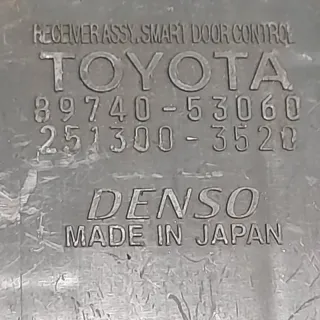 RECEIVER ASSY, SMART DOOR CONTROL
TOYOTA
89740-53060
251300-3520
DENSO
MADE IN JAPAN